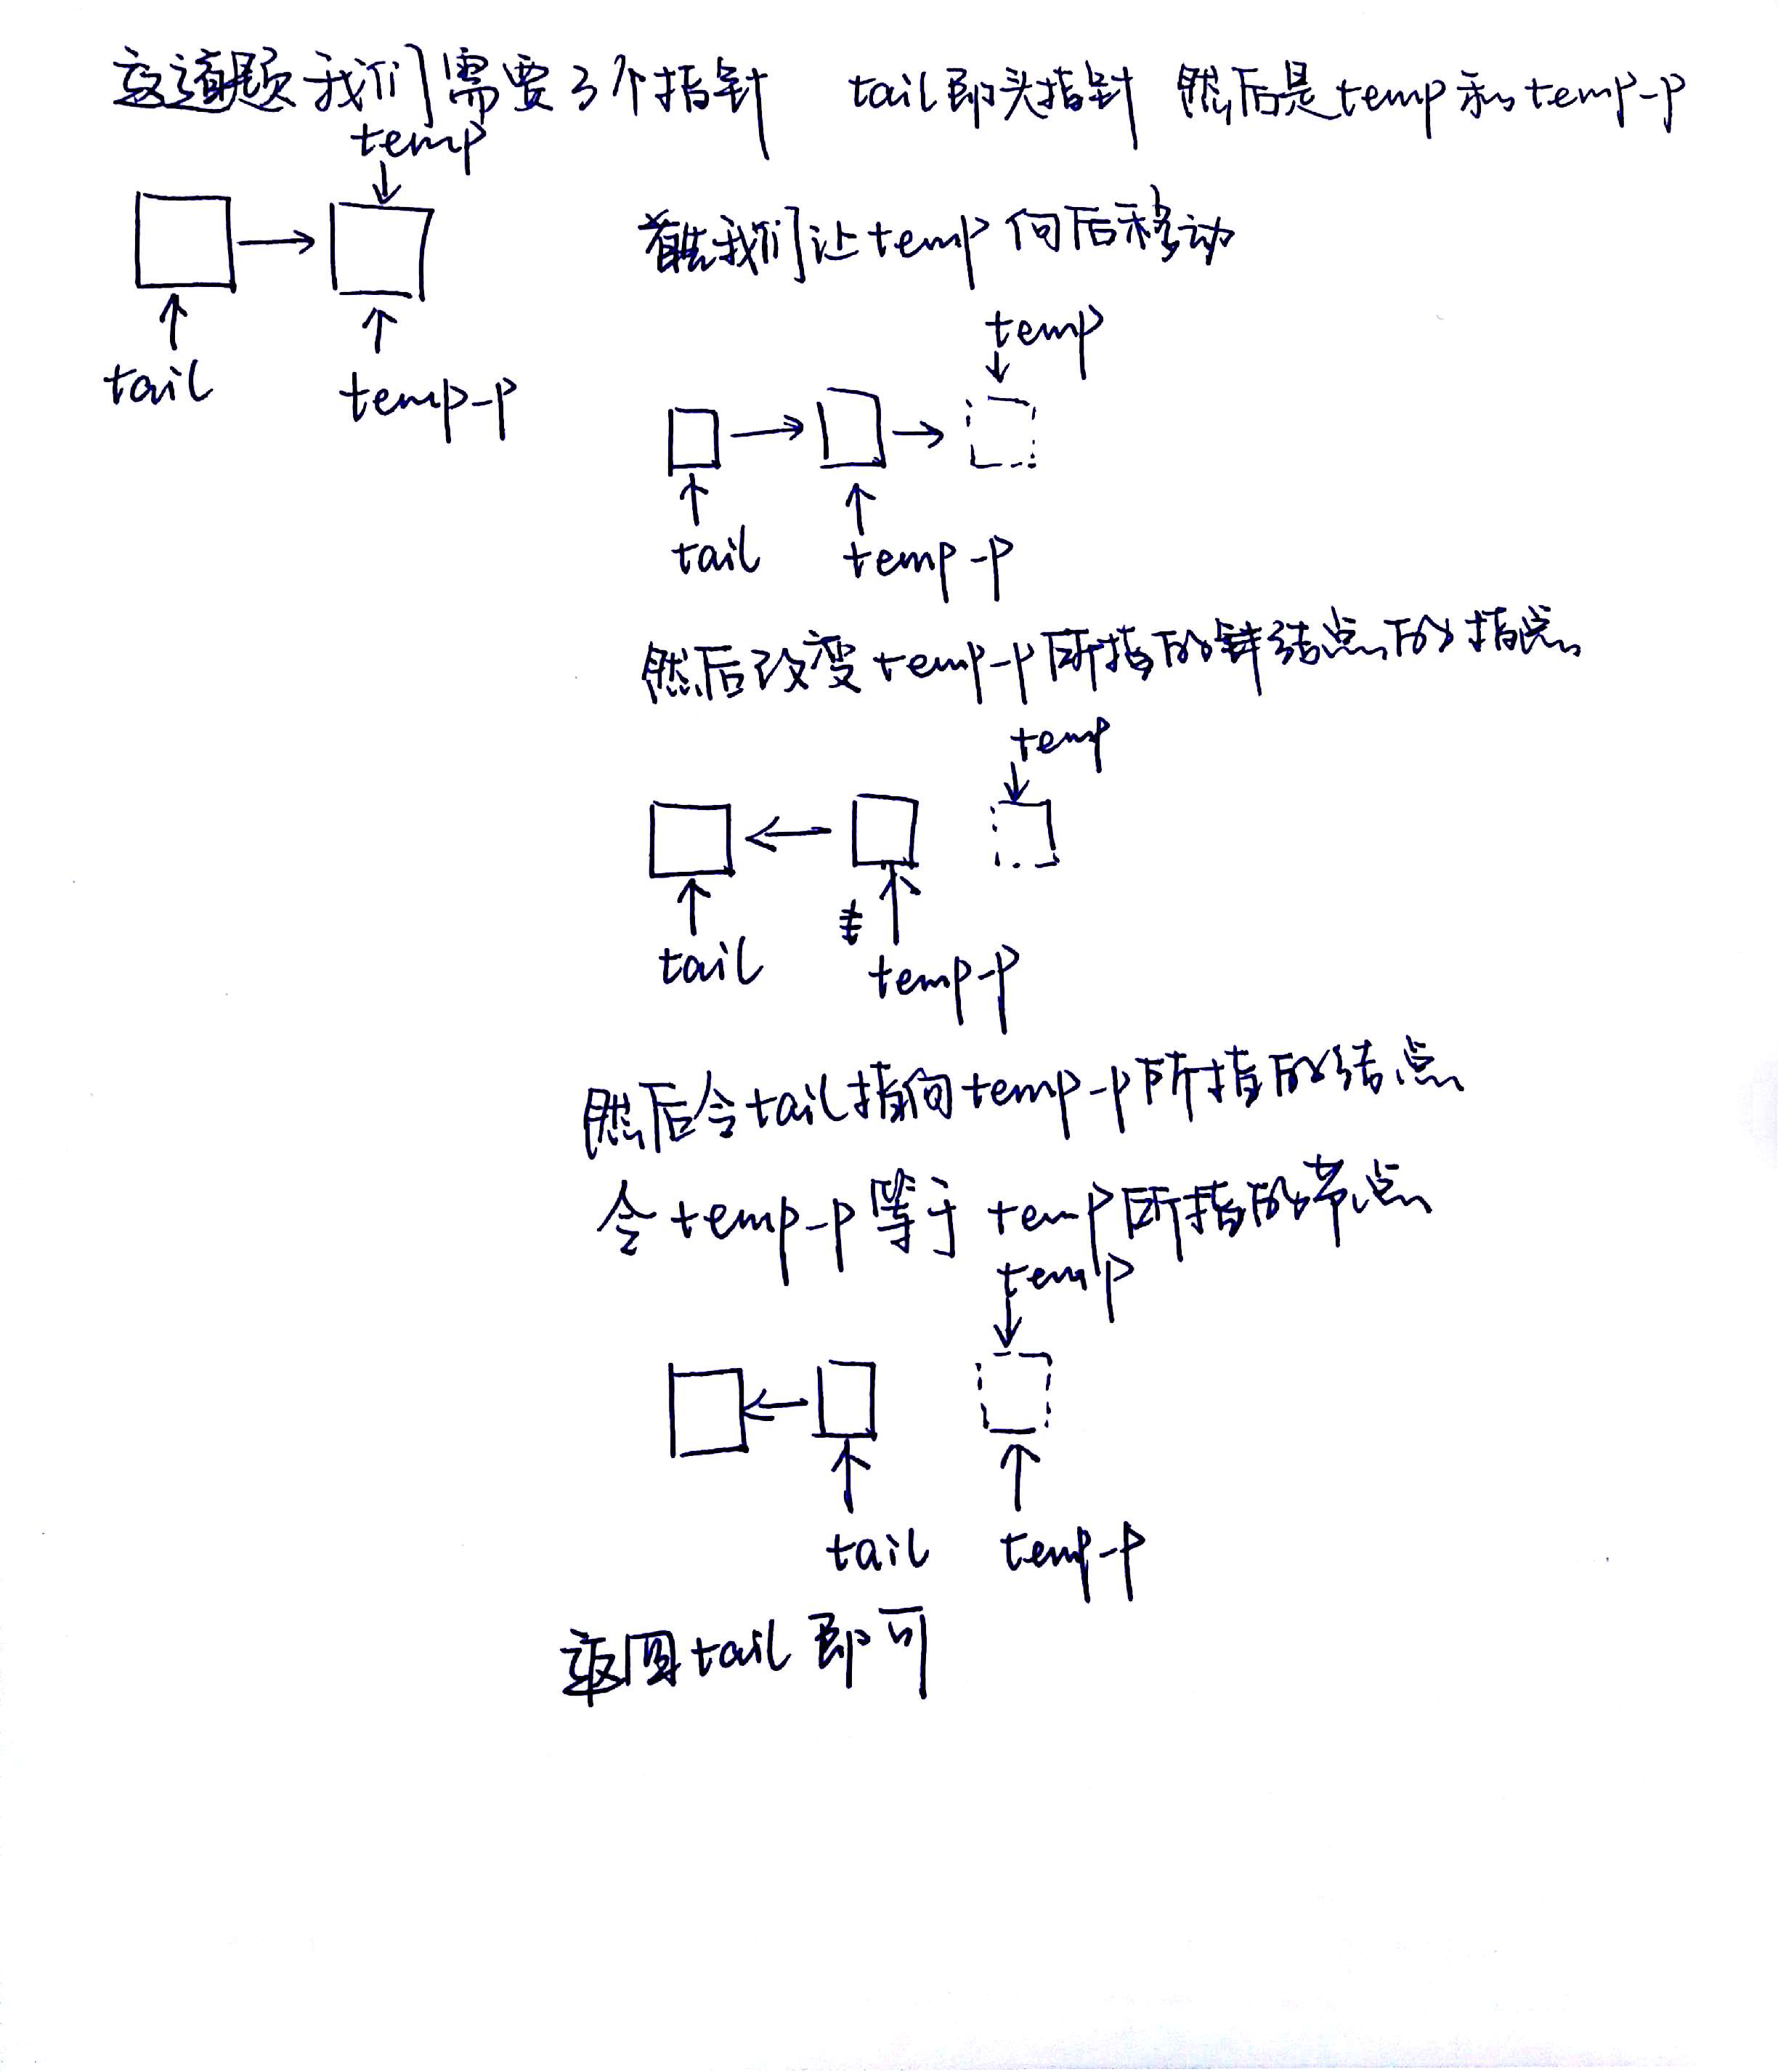 这道题我们需要3个指针 tail即头指针 然后是temp和temp-p
temp
tail
temp-p
首先我们让temp向后移动
temp
tail
temp-p
然后改变temp-p所指的结点的指向
temp
tail
temp-p
然后令tail指向temp-p所指的结点
令temp-p等于temp所指的节点
temp
tail
temp-p
返回tail即可